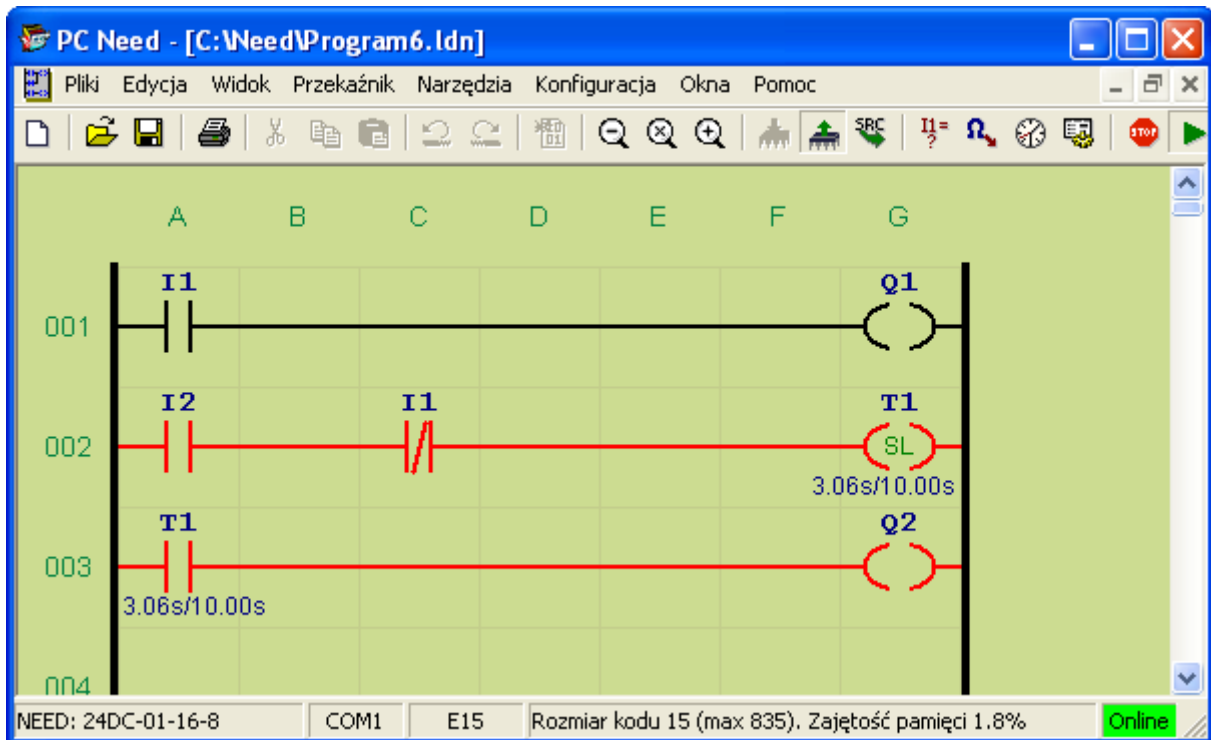 PC Need - [C:\Need\Program6.ldn]
Pliki Edycja Widok Przekaźnik Narzędzia Konfiguracja Okna Pomoc
SRC I1=? STOP
A B C D E F G
I1 Q1
001
I2 I1 T1
002 SL
3.06s/10.00s
T1 Q2
003
3.06s/10.00s
004
NEED: 24DC-01-16-8 COM1 E15 Rozmiar kodu 15 (max 835). Zajętość pamięci 1.8% Online